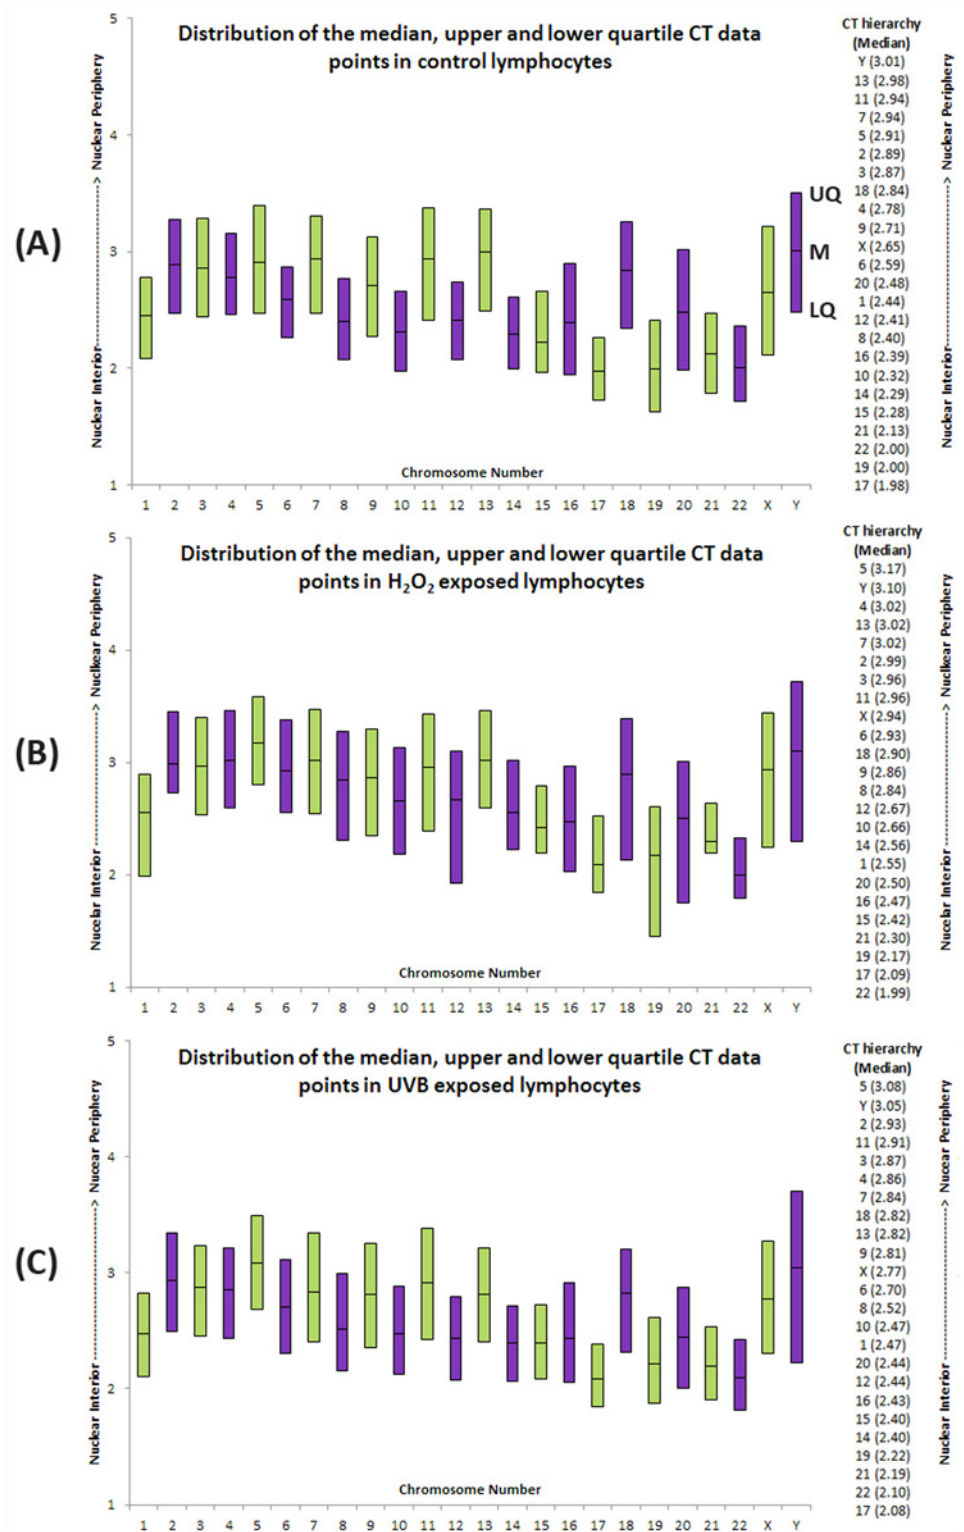 (A)
Distribution of the median, upper and lower quartile CT data
points in control lymphocytes
Nuclear Interior--------> Nuclear Periphery
5
4
3
2
1
UQ
M
LQ
Chromosome Number
1 2 3 4 5 6 7 8 9 10 11 12 13 14 15 16 17 18 19 20 21 22 X Y
CT hierarchy
(Median)
Y (3.01)
13 (2.98)
11 (2.94)
7 (2.94)
5 (2.91)
2 (2.89)
3 (2.87)
18 (2.84)
4 (2.78)
9 (2.71)
X (2.65)
6 (2.59)
20 (2.48)
1 (2.44)
12 (2.41)
8 (2.40)
16 (2.39)
10 (2.32)
14 (2.29)
15 (2.28)
21 (2.13)
22 (2.00)
19 (2.00)
17 (1.98)
Nuclear Interior--------> Nuclear Periphery
(B)
Distribution of the median, upper and lower quartile CT data
points in H₂O₂ exposed lymphocytes
Nucelar Interior --------> Nuclkear Periphery
5
4
3
2
1
Chromosome Number
1 2 3 4 5 6 7 8 9 10 11 12 13 14 15 16 17 18 19 20 21 22 X Y
CT hierarchy
(Median)
5 (3.17)
Y (3.10)
4 (3.02)
13 (3.02)
7 (3.02)
2 (2.99)
3 (2.96)
11 (2.96)
X (2.94)
6 (2.93)
18 (2.90)
9 (2.86)
8 (2.84)
12 (2.67)
10 (2.66)
14 (2.56)
1 (2.55)
20 (2.50)
16 (2.47)
15 (2.42)
21 (2.30)
19 (2.17)
17 (2.09)
22 (1.99)
Nucelar Interior --------> Nuclear Periphery
(C)
Distribution of the median, upper and lower quartile CT data
points in UVB exposed lymphocytes
Nuclear Interior --------> Nucear Periphery
5
4
3
2
1
Chromosome Number
1 2 3 4 5 6 7 8 9 10 11 12 13 14 15 16 17 18 19 20 21 22 X Y
CT hierarchy
(Median)
5 (3.08)
Y (3.05)
2 (2.93)
11 (2.91)
3 (2.87)
4 (2.86)
7 (2.84)
18 (2.82)
13 (2.82)
9 (2.81)
X (2.77)
6 (2.70)
8 (2.52)
10 (2.47)
1 (2.47)
20 (2.44)
12 (2.44)
16 (2.43)
15 (2.40)
14 (2.40)
19 (2.22)
21 (2.19)
22 (2.10)
17 (2.08)
Nuclear Interior --------> Nucear Periphery